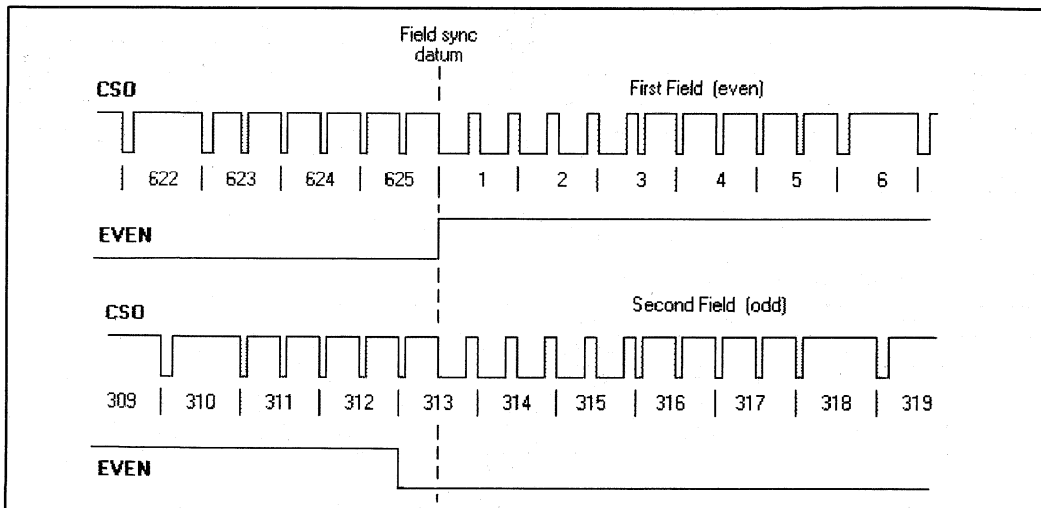 Field sync
datum
CSO
First Field (even)
622 623 624 625 1 2 3 4 5 6
EVEN
CSO
Second Field (odd)
309 310 311 312 313 314 315 316 317 318 319
EVEN